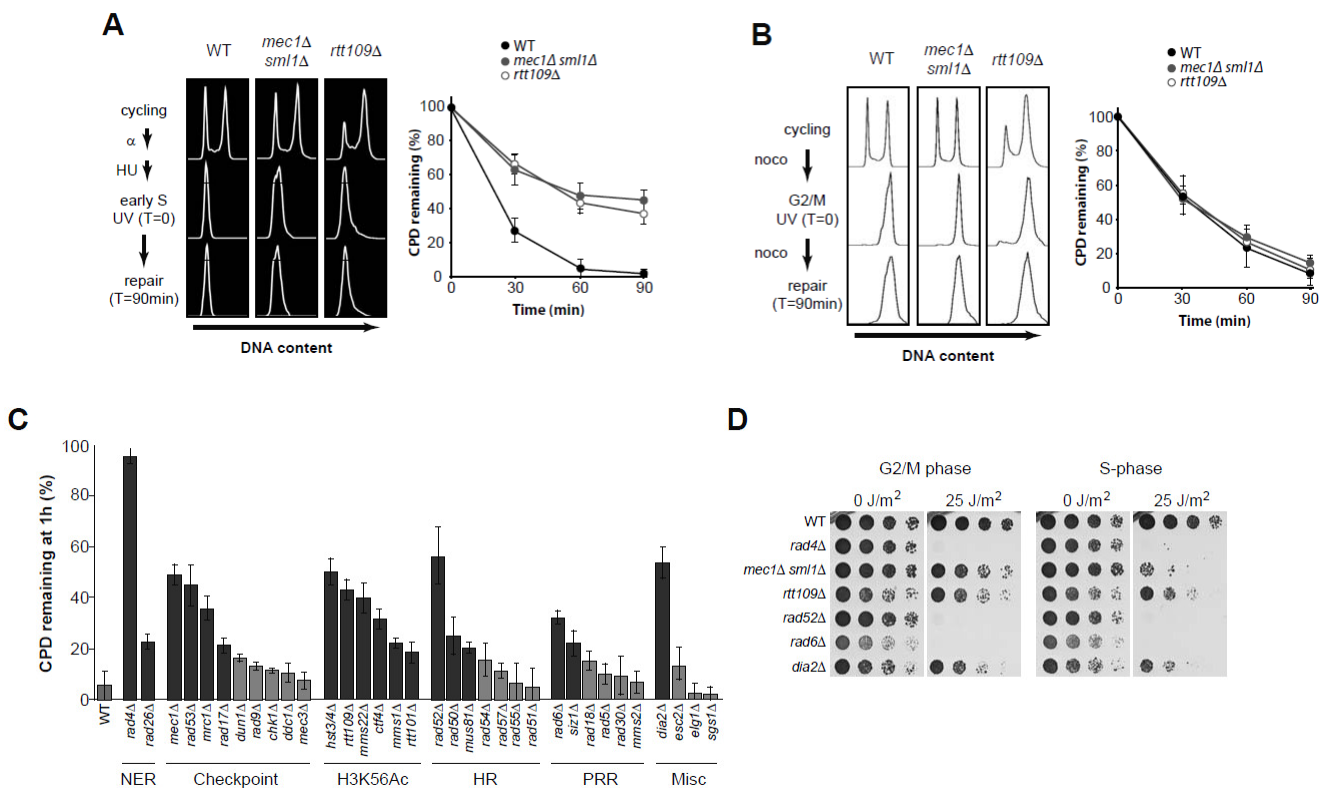 A
WT
mec1Δ sml1Δ
rtt109Δ
cycling
α
HU
early S
UV (T=0)
repair
(T=90min)
DNA content
WT
mec1Δ sml1Δ
rtt109Δ
CPD remaining (%)
100
80
60
40
20
0
0 30 60 90
Time (min)
B
WT
mec1Δ sml1Δ
rtt109Δ
cycling
noco
G2/M
UV (T=0)
noco
repair
(T=90min)
DNA content
WT
mec1Δ sml1Δ
rtt109Δ
CPD remaining (%)
100
80
60
40
20
0
0 30 60 90
Time (min)
C
CPD remaining at 1h (%)
100
80
60
40
20
0
WT
rad4Δ
rad26Δ
mec1Δ
rad53Δ
mrc1Δ
rad17Δ
dun1Δ
rad9Δ
chk1Δ
ddc1Δ
mec3Δ
hst3/4Δ
rtt109Δ
mms22Δ
ctf4Δ
mms1Δ
rtt101Δ
rad52Δ
rad50Δ
mus81Δ
rad54Δ
rad57Δ
rad55Δ
rad51Δ
rad6Δ
siz1Δ
rad18Δ
rad5Δ
rad30Δ
mms2Δ
dia2Δ
esc2Δ
elg1Δ
sgs1Δ
NER
Checkpoint
H3K56Ac
HR
PRR
Misc
D
G2/M phase
S-phase
0 J/m²
25 J/m²
0 J/m²
25 J/m²
WT
rad4Δ
mec1Δ sml1Δ
rtt109Δ
rad52Δ
rad6Δ
dia2Δ